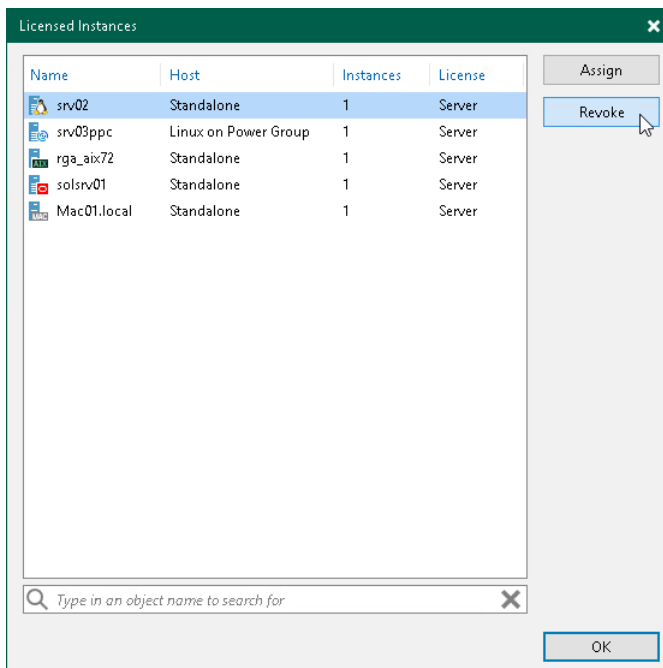 Licensed Instances
Name Host Instances License
srv02 Standalone 1 Server
srv03ppc Linux on Power Group 1 Server
AIX rga_aix72 Standalone 1 Server
solsrv01 Standalone 1 Server
MAC Mac01.local Standalone 1 Server
Assign
Revoke
Type in an object name to search for
OK